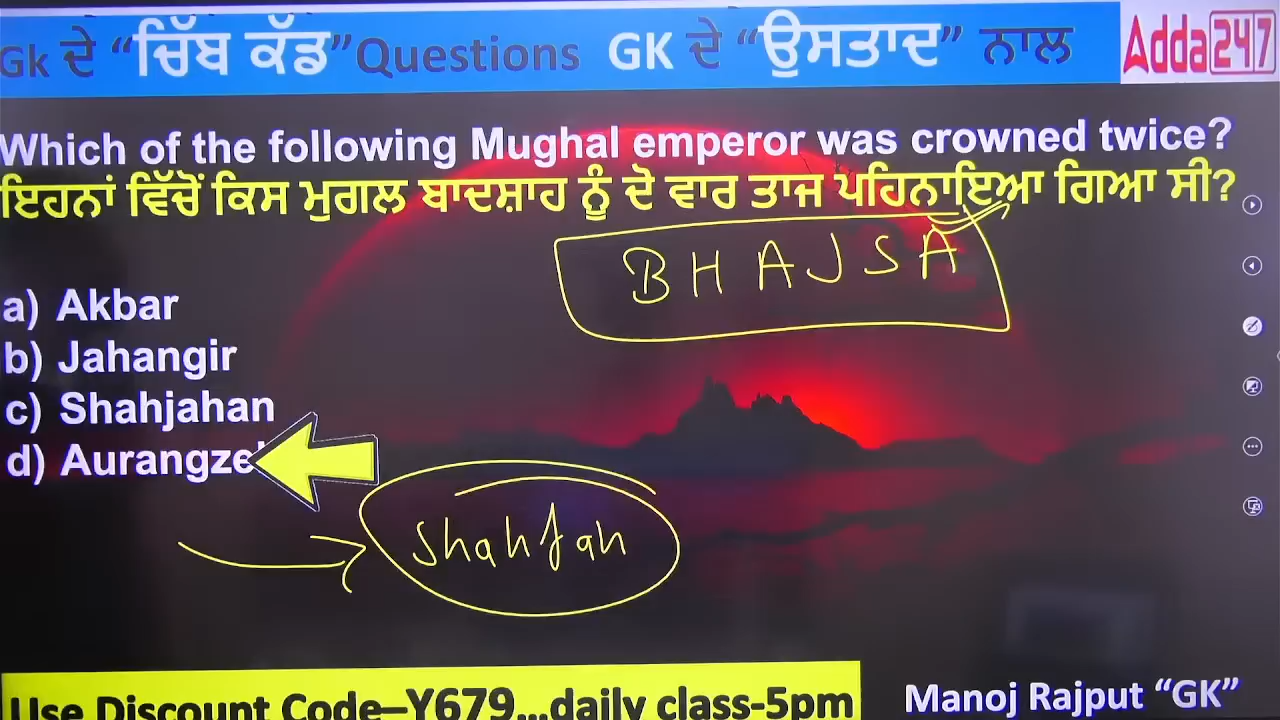 Gk ਦੇ “ਚਿੱਬ ਕੱਢ” Questions GK ਦੇ “ਉਸਤਾਦ” ਨਾਲ
Adda247
Which of the following Mughal emperor was crowned twice?
ਇਹਨਾਂ ਵਿੱਚੋਂ ਕਿਸ ਮੁਗਲ ਬਾਦਸ਼ਾਹ ਨੂੰ ਦੋ ਵਾਰ ਤਾਜ ਪਹਿਨਾਇਆ ਗਿਆ ਸੀ?
BHAJSA
a) Akbar
b) Jahangir
c) Shahjahan
d) Aurangze
Shahjah
Use Discount Code–Y679...daily class-5pm
Manoj Rajput “GK”